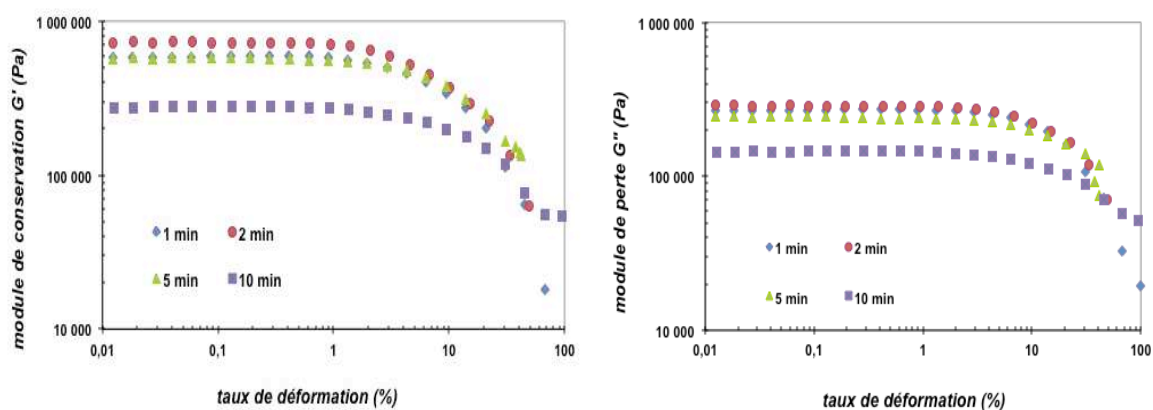 module de conservation G' (Pa)
1 000 000
100 000
10 000
1 min
2 min
5 min
10 min
0,01
0,1
1
10
100
taux de déformation (%)
module de perte G" (Pa)
1 000 000
100 000
10 000
1 min
2 min
5 min
10 min
0,01
0,1
1
10
100
taux de déformation (%)